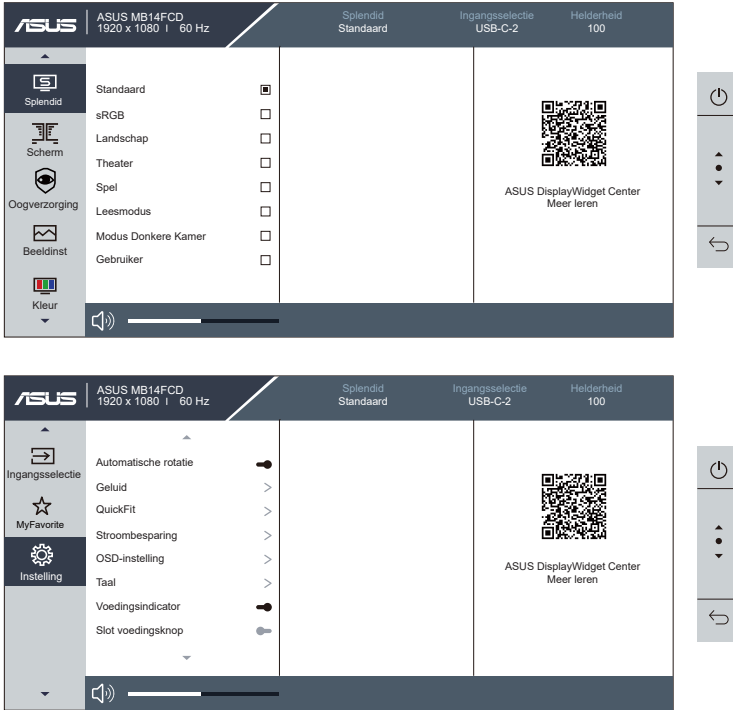 ASUS
ASUS MB14FCD
1920 x 1080 I 60 Hz
Splendid
Standaard
Ingangsselectie
USB-C-2
Helderheid
100
Splendid
Scherm
Oogverzorging
Beeldinst
Kleur
Standaard
sRGB
Landschap
Theater
Spel
Leesmodus
Modus Donkere Kamer
Gebruiker
ASUS DisplayWidget Center
Meer leren
ASUS
ASUS MB14FCD
1920 x 1080 I 60 Hz
Splendid
Standaard
Ingangsselectie
USB-C-2
Helderheid
100
Ingangsselectie
MyFavorite
Instelling
Automatische rotatie
Geluid
QuickFit
Stroombesparing
OSD-instelling
Taal
Voedingsindicator
Slot voedingsknop
ASUS DisplayWidget Center
Meer leren